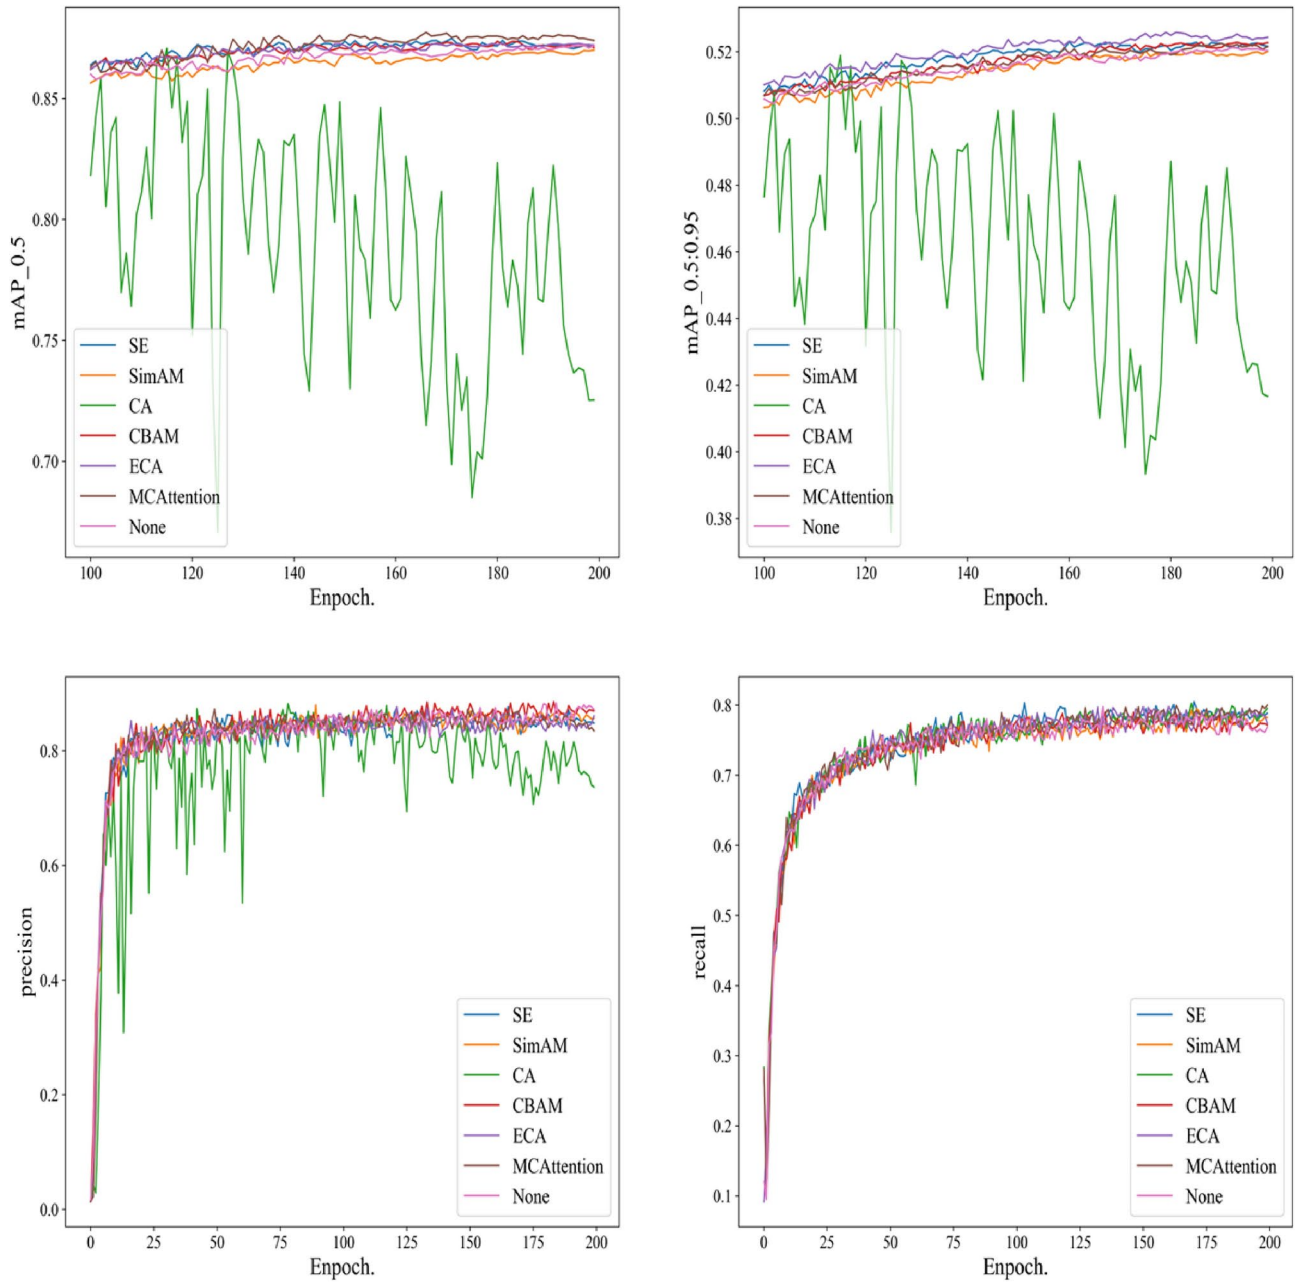 mAP_0.5
0.85
0.80
0.75
0.70
SE
SimAM
CA
CBAM
ECA
MCAttention
None
100 120 140 160 180 200
Enpoch.
mAP_0.5:0.95
0.52
0.50
0.48
0.46
0.44
0.42
0.40
0.38
SE
SimAM
CA
CBAM
ECA
MCAttention
None
100 120 140 160 180 200
Enpoch.
precision
0.8
0.6
0.4
0.2
0.0
SE
SimAM
CA
CBAM
ECA
MCAttention
None
0 25 50 75 100 125 150 175 200
Enpoch.
recall
0.8
0.7
0.6
0.5
0.4
0.3
0.2
0.1
SE
SimAM
CA
CBAM
ECA
MCAttention
None
0 25 50 75 100 125 150 175 200
Enpoch.